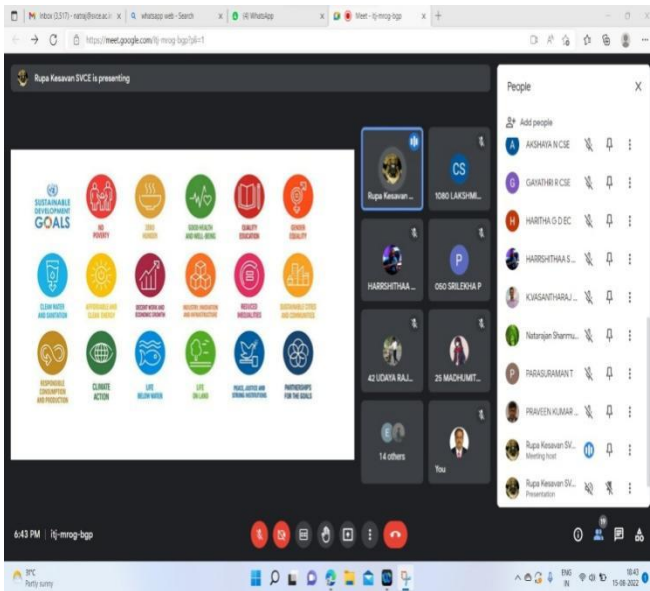 Inbox (3,517) - nataj@svce.ac.in
whatsapp web - Search
(4) WhatsApp
Meet - itj-mrog-bgp
https://meet.google.com/itj-mrog-bgp?pli=1
Rupa Kesavan SVCE is presenting
SUSTAINABLE
DEVELOPMENT
GOALS
NO
POVERTY
ZERO
HUNGER
GOOD HEALTH
AND WELL-BEING
QUALITY
EDUCATION
GENDER
EQUALITY
CLEAN WATER
AND SANITATION
AFFORDABLE AND
CLEAN ENERGY
DECENT WORK AND
ECONOMIC GROWTH
INDUSTRY, INNOVATION
AND INFRASTRUCTURE
REDUCED
INEQUALITIES
SUSTAINABLE CITIES
AND COMMUNITIES
RESPONSIBLE
CONSUMPTION
AND PRODUCTION
CLIMATE
ACTION
LIFE
BELOW WATER
LIFE
ON LAND
PEACE, JUSTICE AND
STRONG INSTITUTIONS
PARTNERSHIPS
FOR THE GOALS
Rupa Kesavan ...
CS
1080 LAKSHMI...
HARRSHITHAA ...
P
050 SRILEKHA P
42 UDAYA RAJ...
25 MADHUMIT...
E
14 others
You
People
Add people
A AKSHAYA N CSE
G GAYATHRI R CSE
H HARITHA G D EC
HARRSHITHAA S...
K.VASANTHARAJ ...
Natarajan Shanmu...
P PARASURAMAN T
PRAVEEN KUMAR ...
Rupa Kesavan SV...
Meeting host
Rupa Kesavan SV...
Presentation
6:43 PM | itj-mrog-bgp
19
31°C
Partly sunny
ENG
IN
18:43
15-08-2022